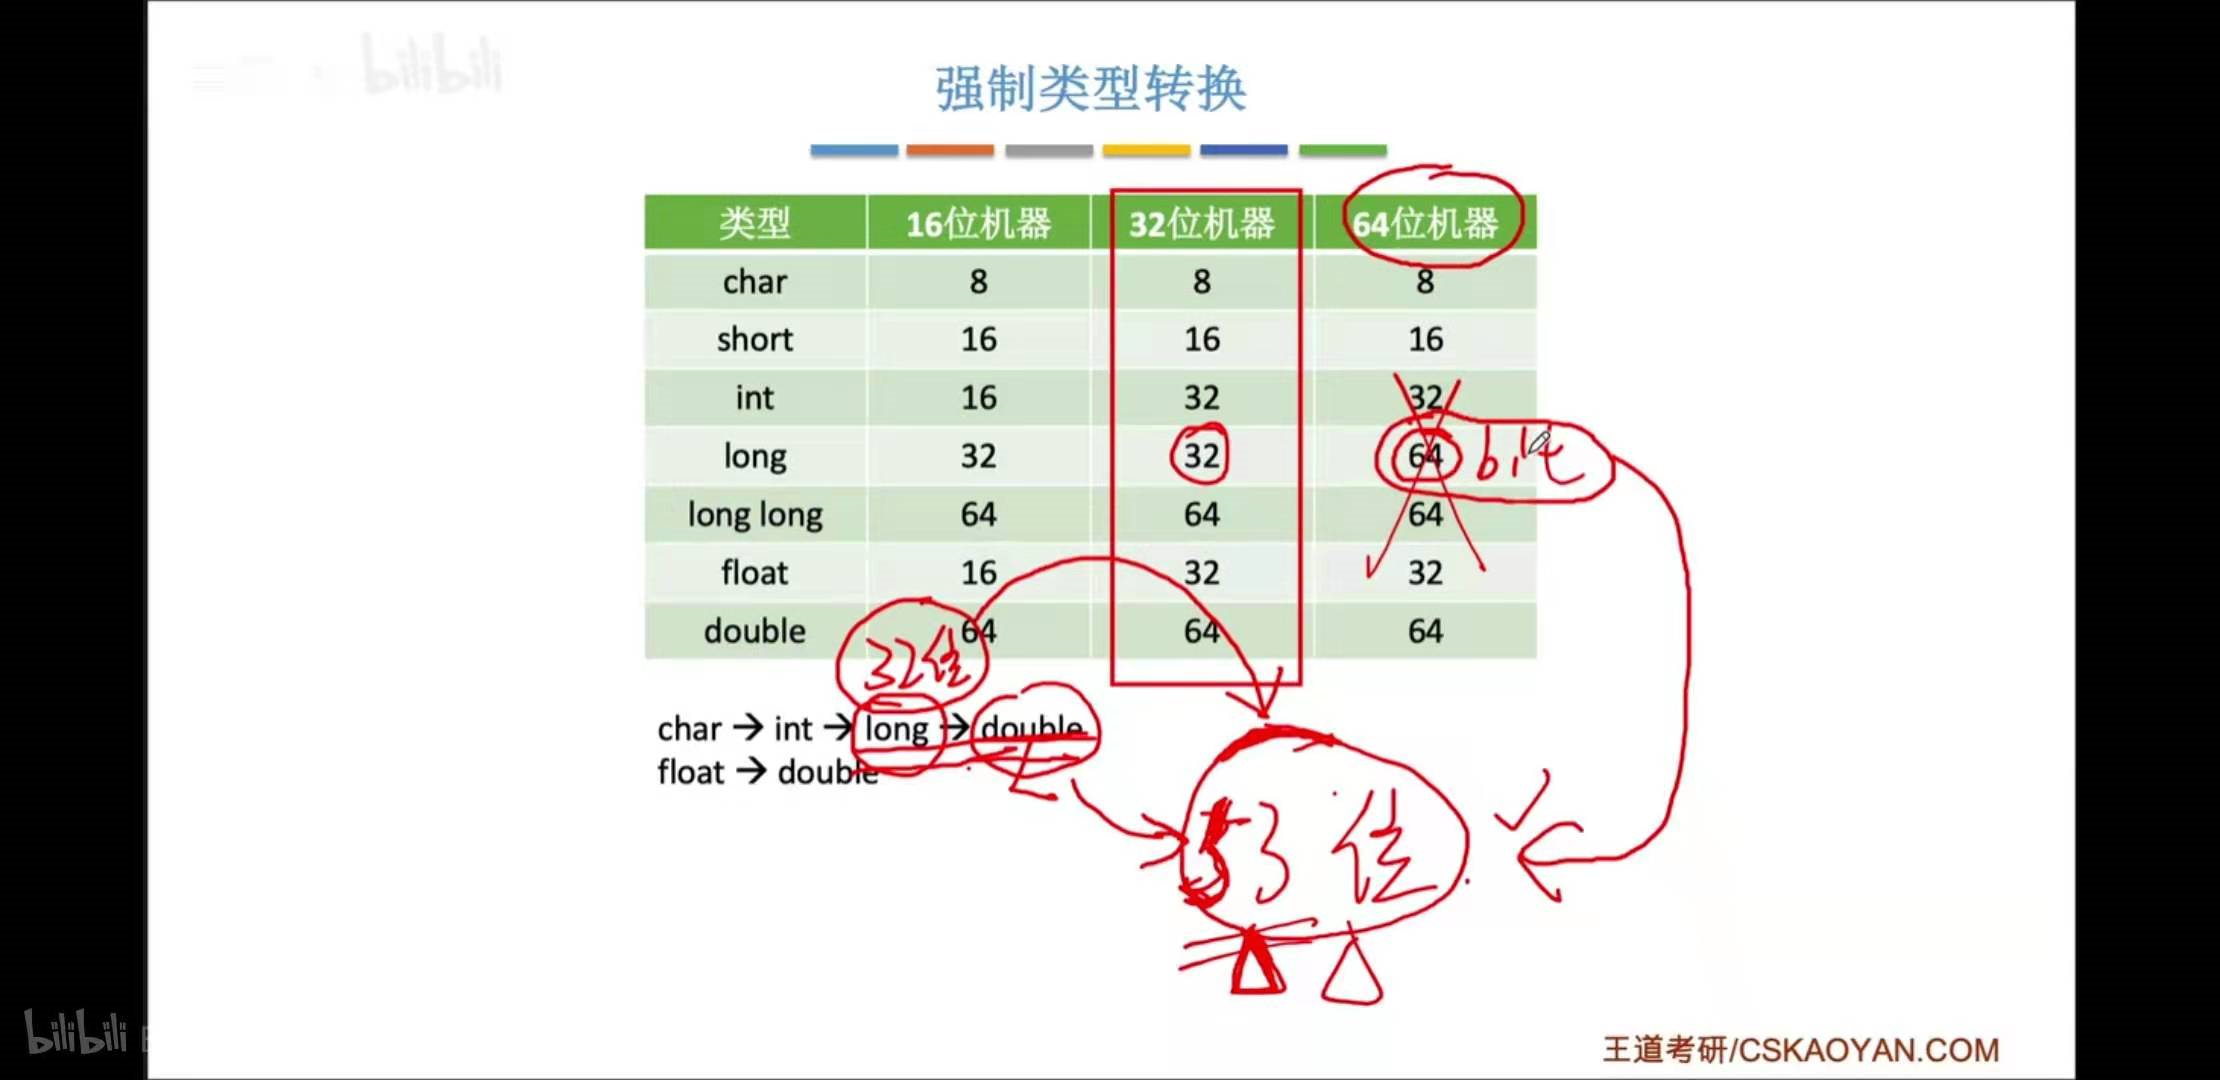 bilibili
强制类型转换
类型 16位机器 32位机器 64位机器
char 8 8 8
short 16 16 16
int 16 32 32
long 32 32 64 bit
long long 64 64 64
float 16 32 32
double 64 64 64
32位
char → int → long → double
float → double
53位
bilibili
王道考研/CSKAOYAN.COM